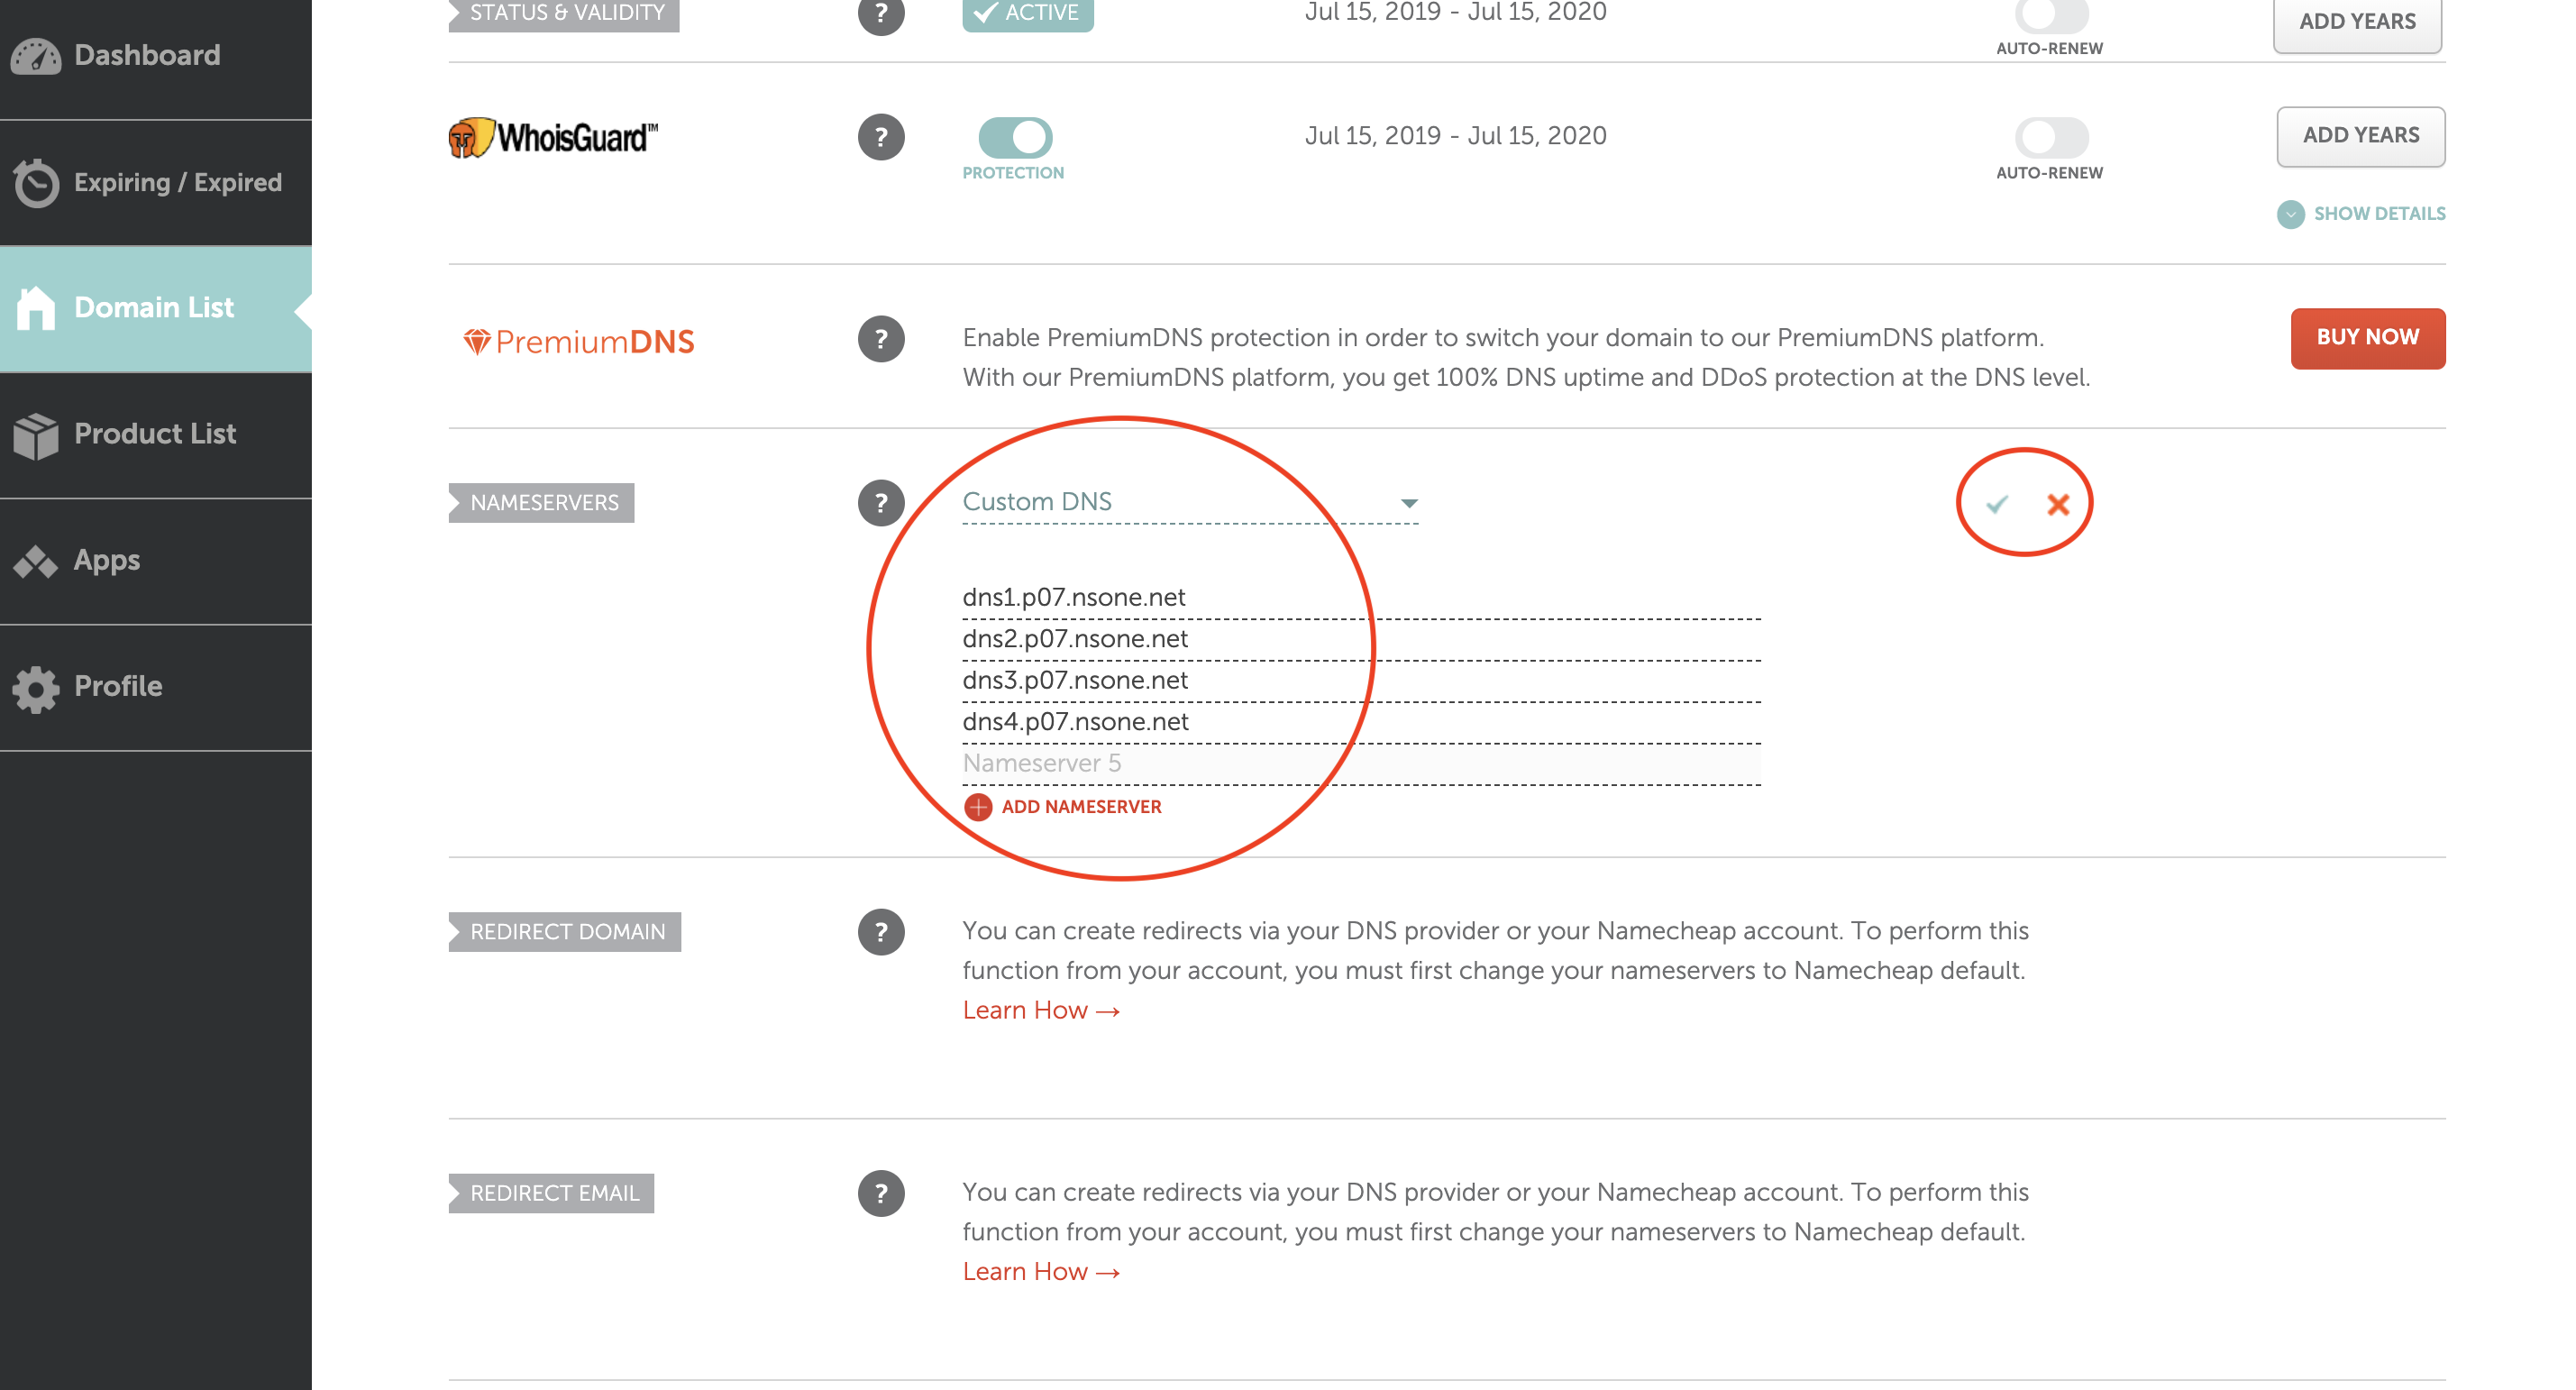 Dashboard
Expiring / Expired
Domain List
Product List
Apps
Profile
STATUS & VALIDITY
?
ACTIVE
Jul 15, 2019 - Jul 15, 2020
AUTO-RENEW
ADD YEARS
WhoisGuard™
?
PROTECTION
Jul 15, 2019 - Jul 15, 2020
AUTO-RENEW
ADD YEARS
SHOW DETAILS
PremiumDNS
?
Enable PremiumDNS protection in order to switch your domain to our PremiumDNS platform.
With our PremiumDNS platform, you get 100% DNS uptime and DDoS protection at the DNS level.
BUY NOW
NAMESERVERS
?
Custom DNS
dns1.p07.nsone.net
dns2.p07.nsone.net
dns3.p07.nsone.net
dns4.p07.nsone.net
Nameserver 5
ADD NAMESERVER
REDIRECT DOMAIN
?
You can create redirects via your DNS provider or your Namecheap account. To perform this
function from your account, you must first change your nameservers to Namecheap default.
Learn How →
REDIRECT EMAIL
?
You can create redirects via your DNS provider or your Namecheap account. To perform this
function from your account, you must first change your nameservers to Namecheap default.
Learn How →